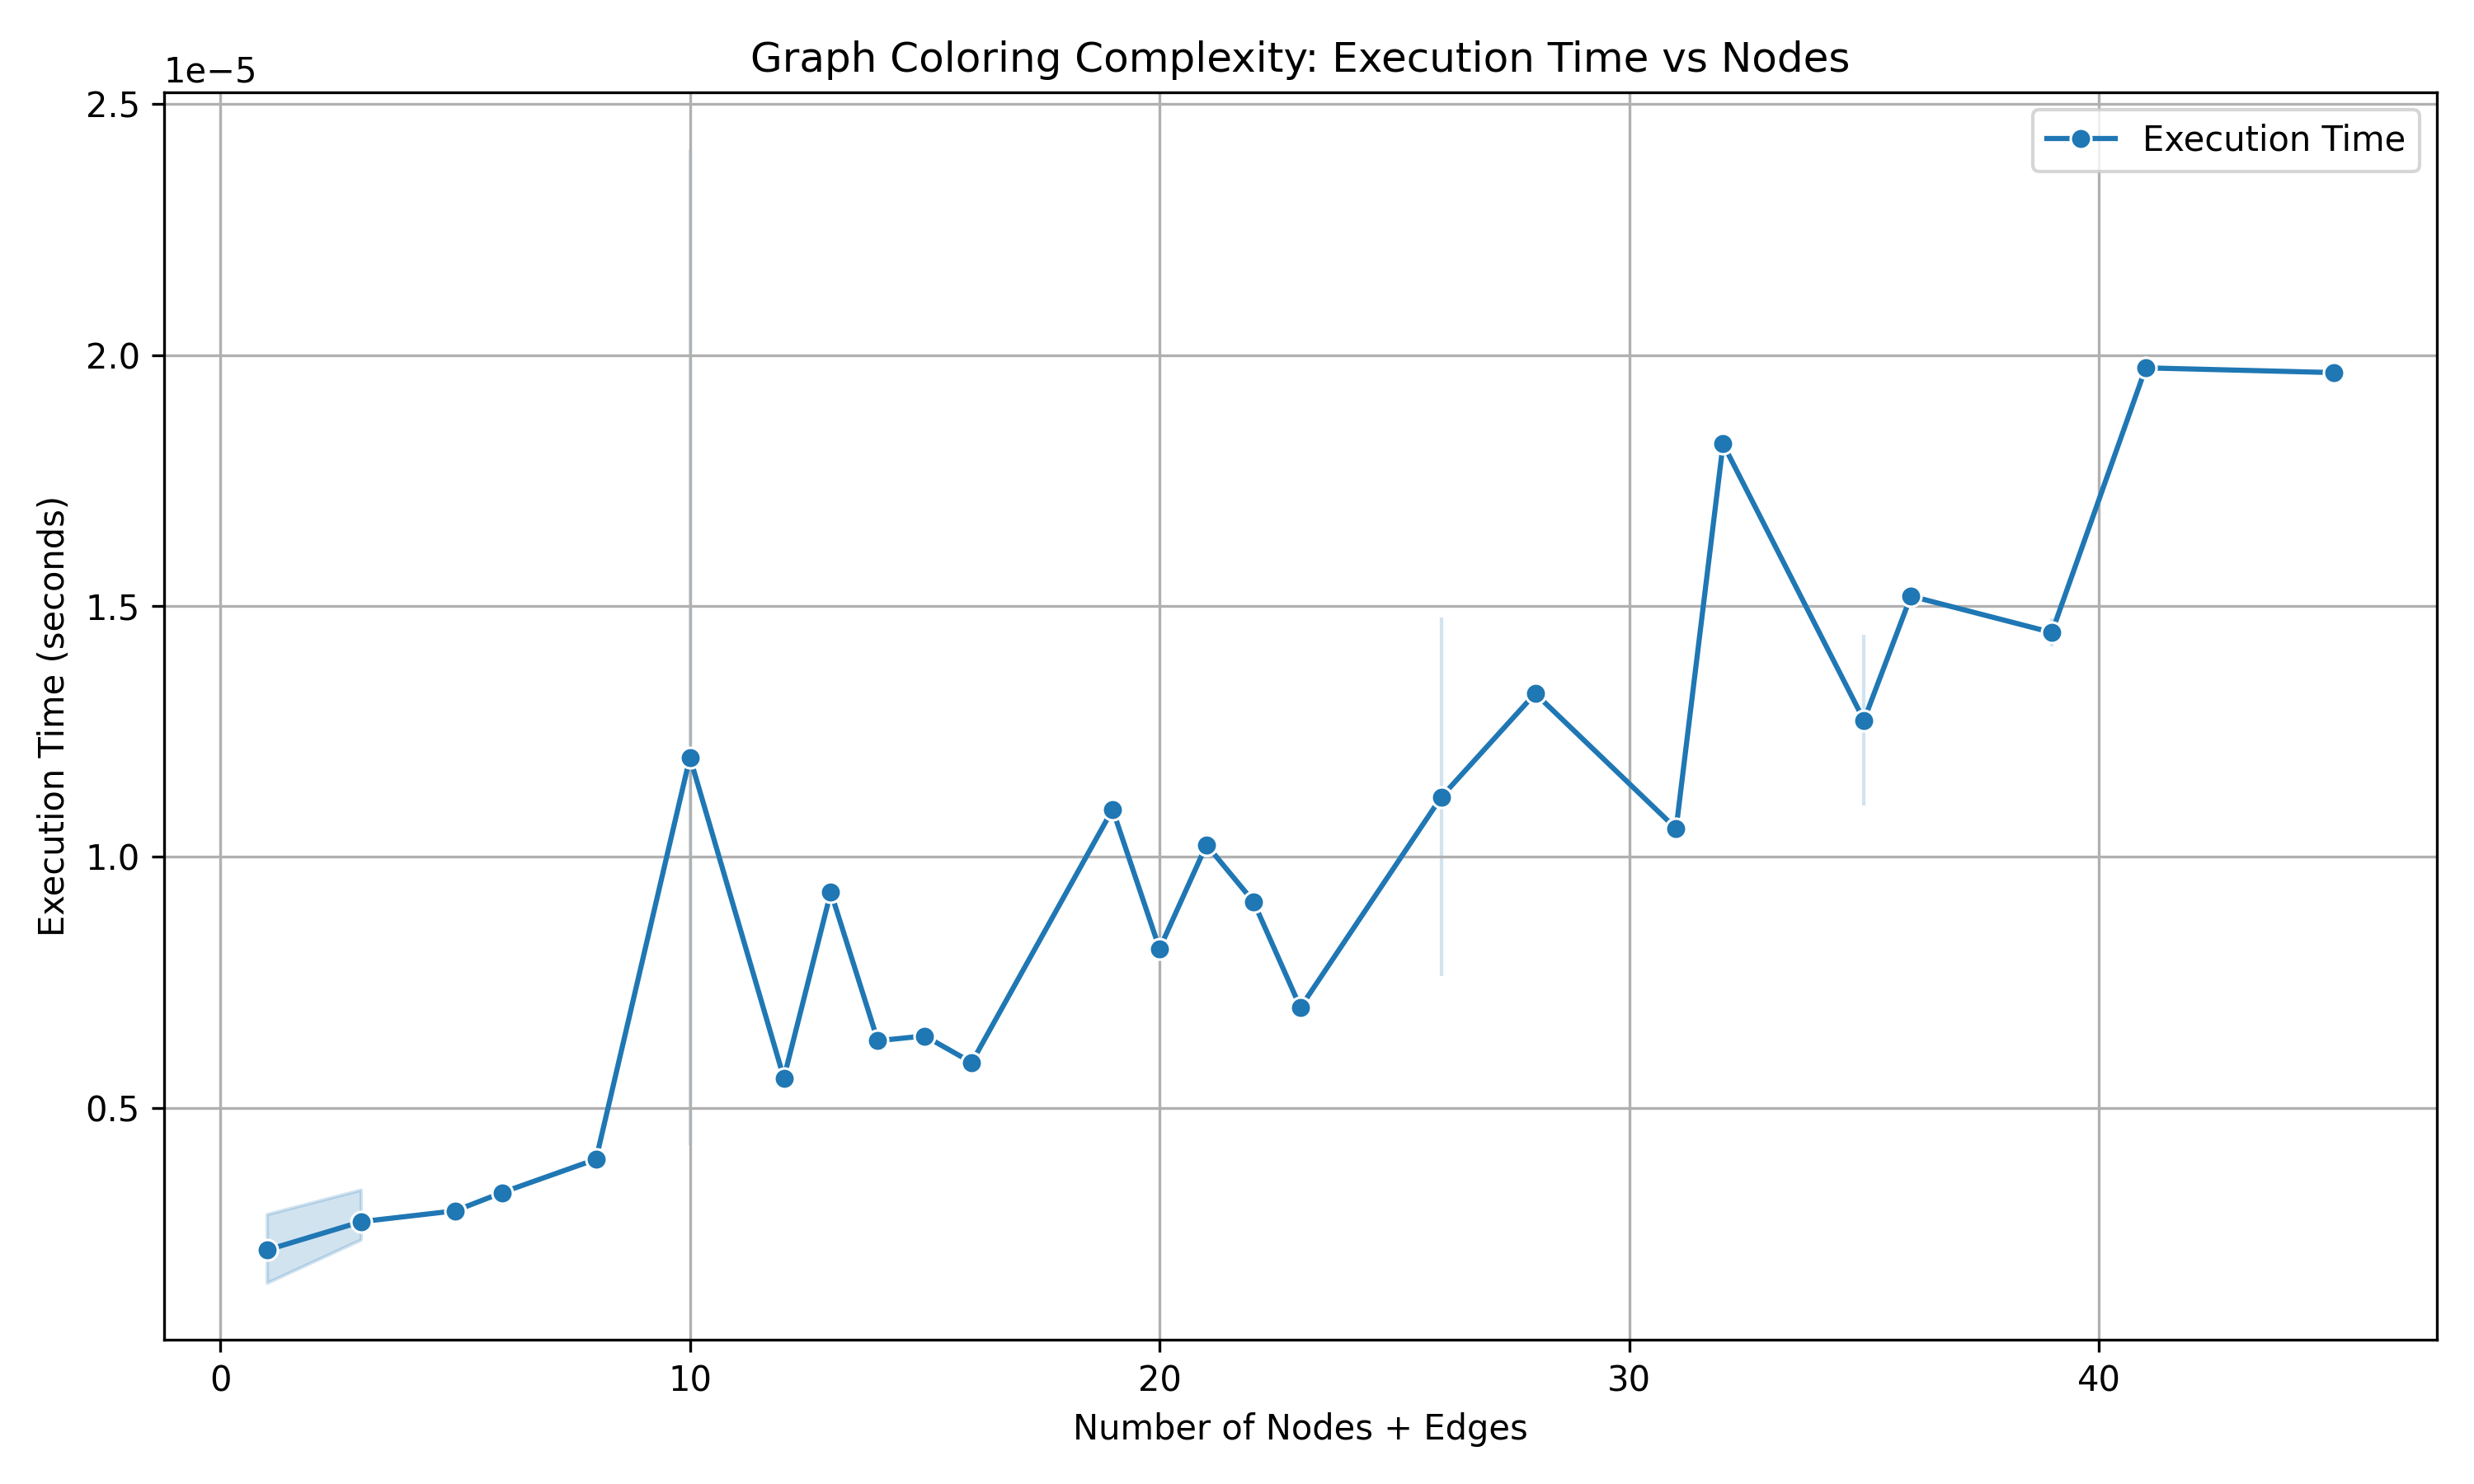 Graph Coloring Complexity: Execution Time vs Nodes
1e−5
2.5
2.0
1.5
1.0
0.5
Execution Time (seconds)
Execution Time
0 10 20 30 40
Number of Nodes + Edges